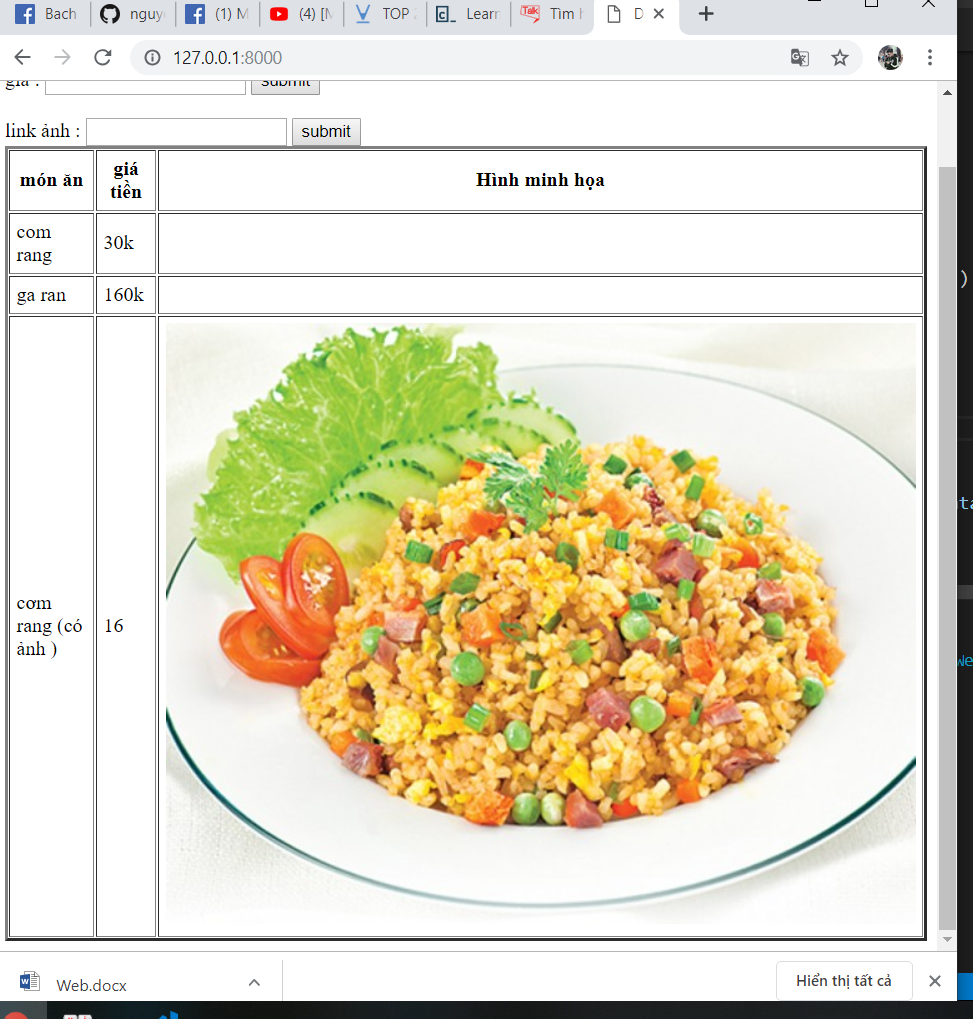 Bach
nguy
(1) M
(4) [N
TOP
Learn
Tìm h
D
127.0.0.1:8000
giá : submit
link ảnh : submit
món ăn giá tiền Hình minh họa
com rang 30k
ga ran 160k
cơm rang (có ảnh ) 16
Web.docx
Hiển thị tất cả